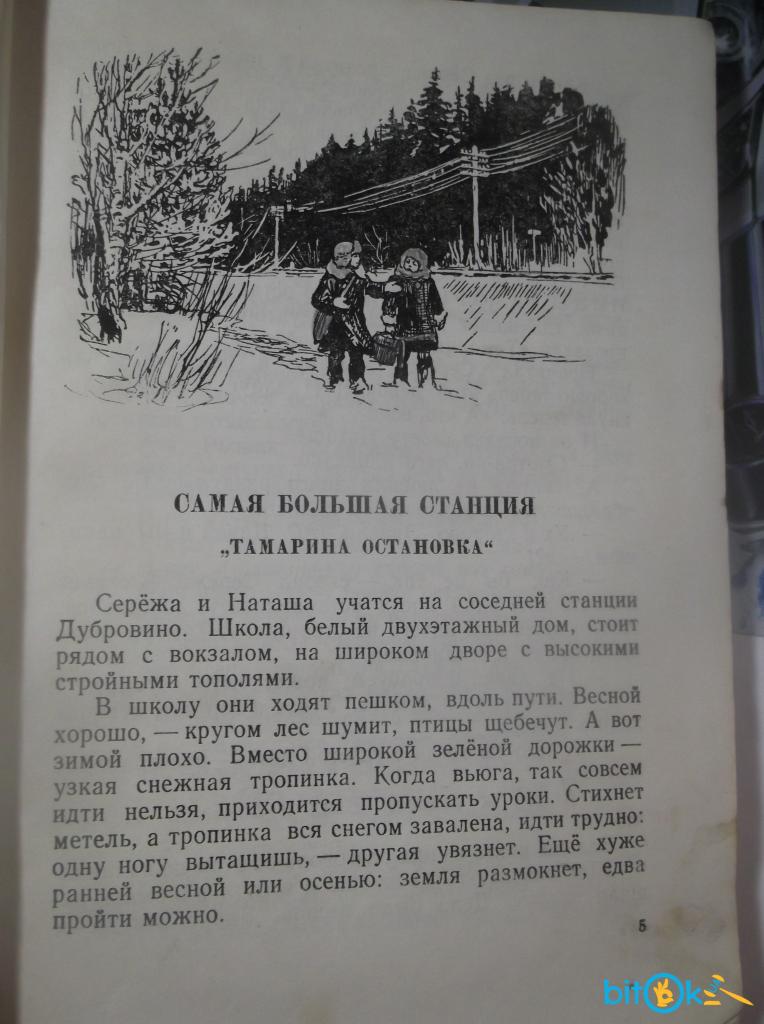 САМАЯ БОЛЬШАЯ СТАНЦИЯ
„ТАМАРИНА ОСТАНОВКА“
Серёжа и Наташа учатся на соседней станции
Дубровино. Школа, белый двухэтажный дом, стоит
рядом с вокзалом, на широком дворе с высокими
стройными тополями.
В школу они ходят пешком, вдоль пути. Весной
хорошо, — кругом лес шумит, птицы щебечут. А вот
зимой плохо. Вместо широкой зелёной дорожки —
узкая снежная тропинка. Когда вьюга, так совсем
идти нельзя, приходится пропускать уроки. Стихнет
метель, а тропинка вся снегом завалена, идти трудно:
одну ногу вытащишь, — другая увязнет. Ещё хуже
ранней весной или осенью: земля размокнет, едва
пройти можно.
5
bitok